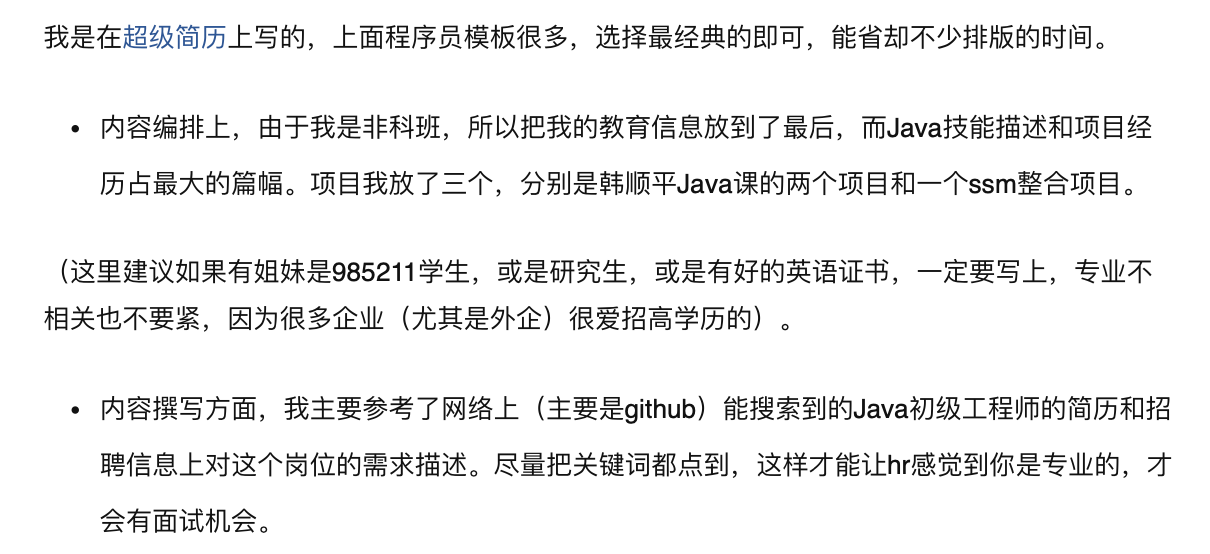 我是在超级简历上写的，上面程序员模板很多，选择最经典的即可，能省却不少排版的时间。
• 内容编排上，由于我是非科班，所以把我的教育信息放到了最后，而Java技能描述和项目经
历占最大的篇幅。项目我放了三个，分别是韩顺平Java课的两个项目和一个ssm整合项目。
（这里建议如果有姐妹是985211学生，或是研究生，或是有好的英语证书，一定要写上，专业不
相关也不要紧，因为很多企业（尤其是外企）很爱招高学历的）。
• 内容撰写方面，我主要参考了网络上（主要是github）能搜索到的Java初级工程师的简历和招
聘信息上对这个岗位的需求描述。尽量把关键词都点到，这样才能让hr感觉到你是专业的，才
会有面试机会。